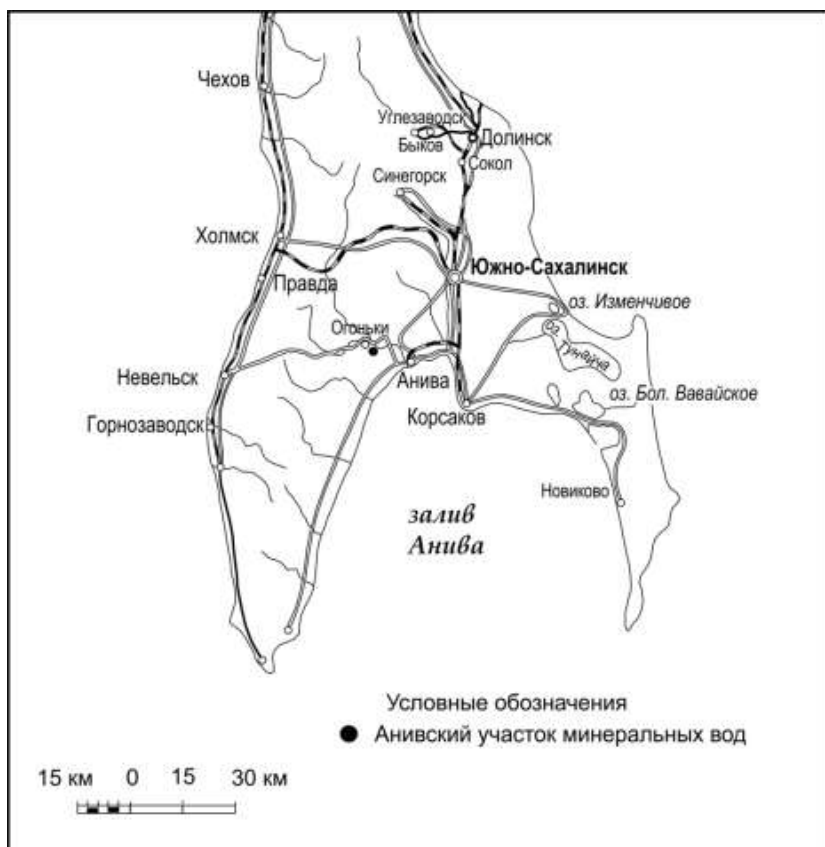 Чехов
Углезаводск
Быков
Долинск
Сокол
Синегорск
Холмск
Правда
Южно-Сахалинск
оз. Изменчивое
Огоньки
оз. Тунайча
Невельск
Анива
оз. Бол. Вавайское
Корсаков
Горнозаводск
Новиково
залив
Анива
Условные обозначения
Анивский участок минеральных вод
15 км 0 15 30 км